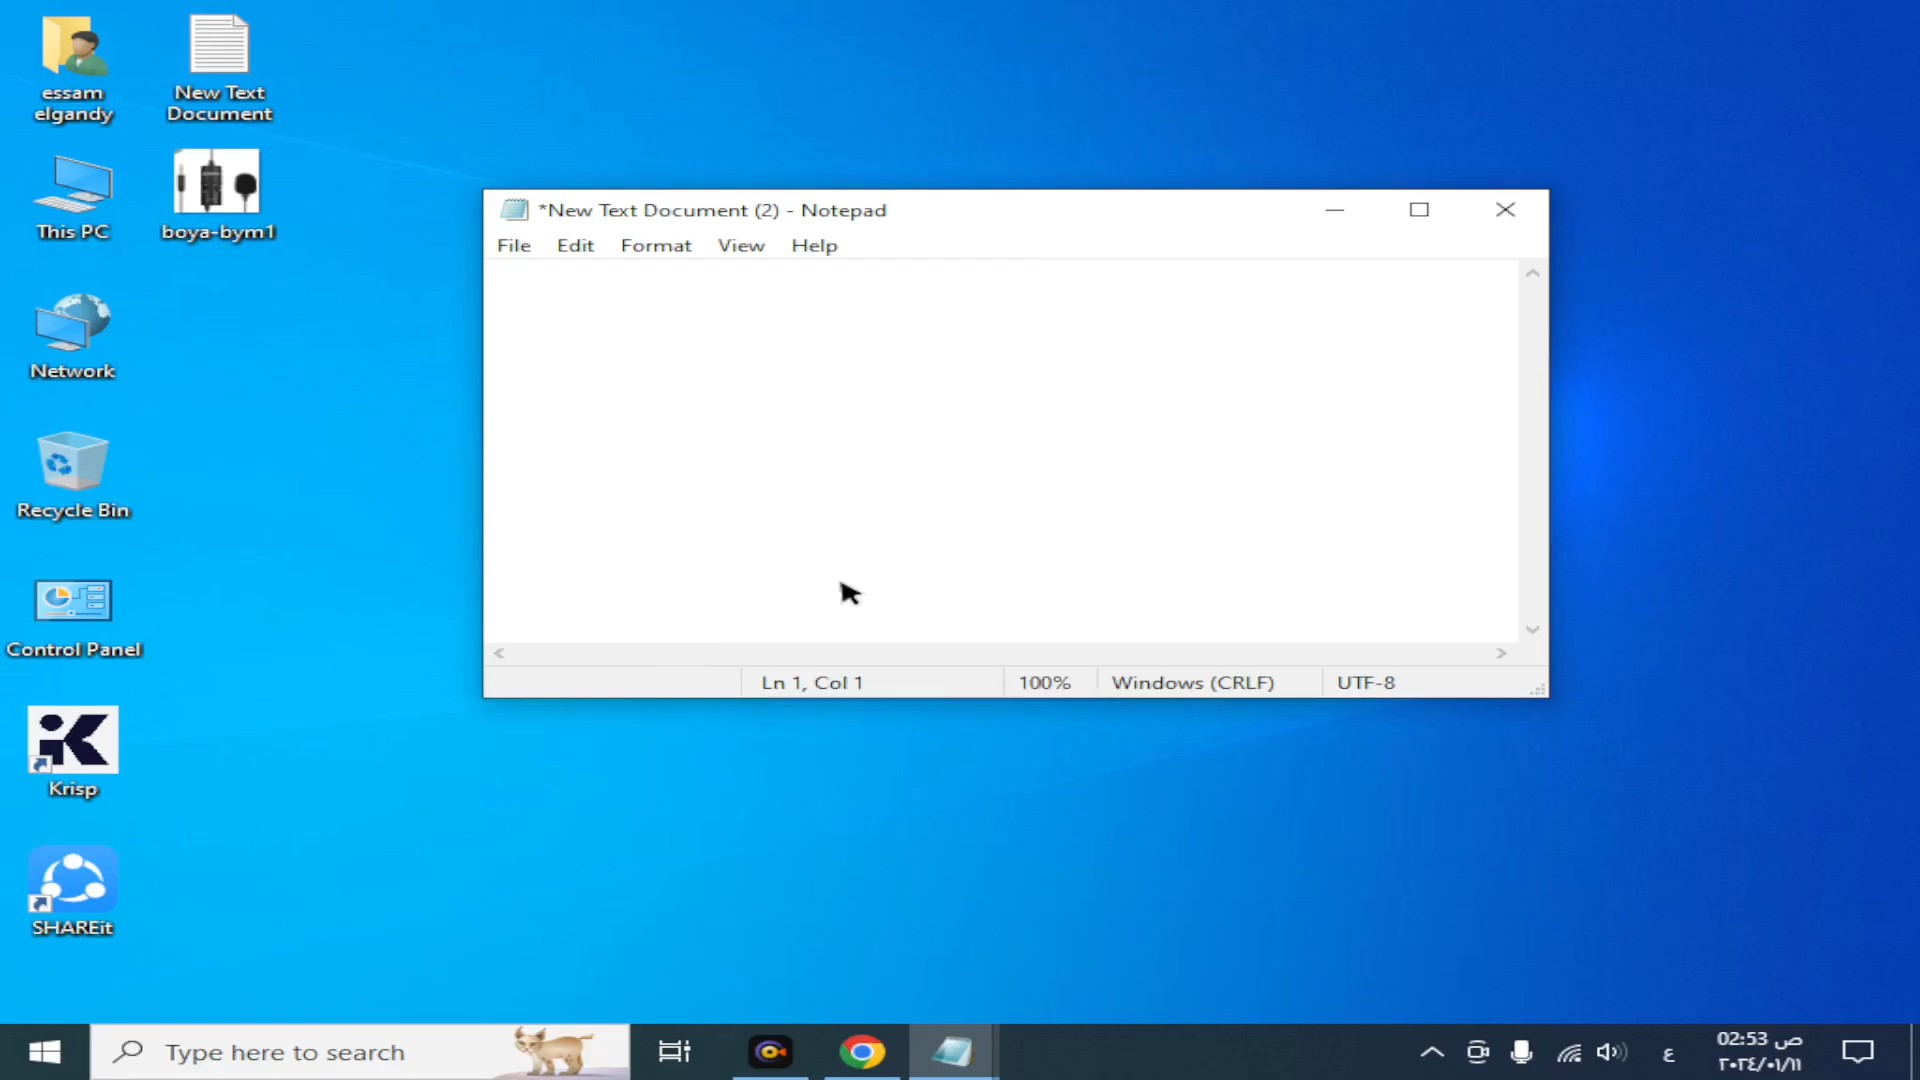 essam
elgandy
New Text
Document
This PC
boya-bym1
Network
Recycle Bin
Control Panel
Krisp
SHAREit
*New Text Document (2) - Notepad
File Edit Format View Help
Ln 1, Col 1 100% Windows (CRLF) UTF-8
Type here to search
ع
02:53 ص
٢٠٢٤/٠١/١١